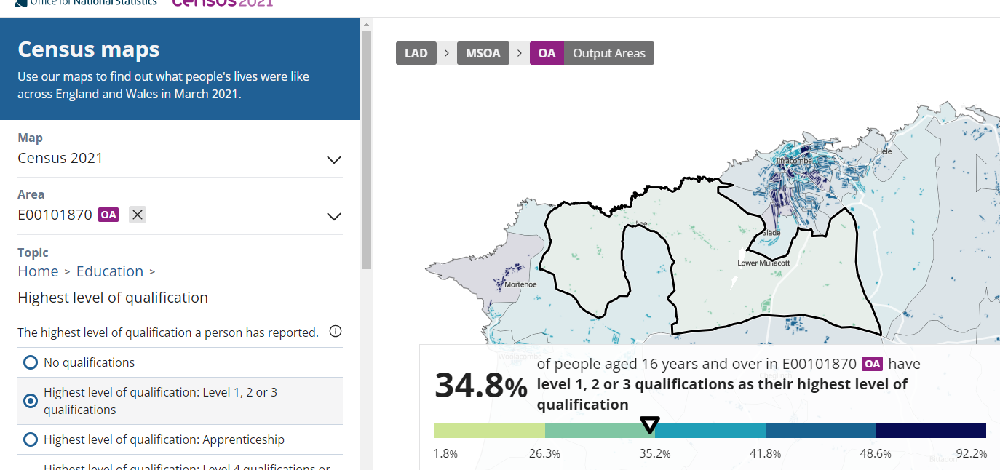 Office for National Statistics census 2021
Census maps
Use our maps to find out what people's lives were like
across England and Wales in March 2021.
Map
Census 2021
Area
E00101870 OA
Topic
Home > Education >
Highest level of qualification
The highest level of qualification a person has reported.
No qualifications
Highest level of qualification: Level 1, 2 or 3
qualifications
Highest level of qualification: Apprenticeship
Highest level of qualification: Level 4 qualifications or
LAD > MSOA > OA Output Areas
Hele
Ilfracombe
Lee
Slade
Lower Mullacott
Mortehoe
Woolacombe
34.8%
of people aged 16 years and over in E00101870 OA have
level 1, 2 or 3 qualifications as their highest level of
qualification
1.8% 26.3% 35.2% 41.8% 48.6% 92.2%